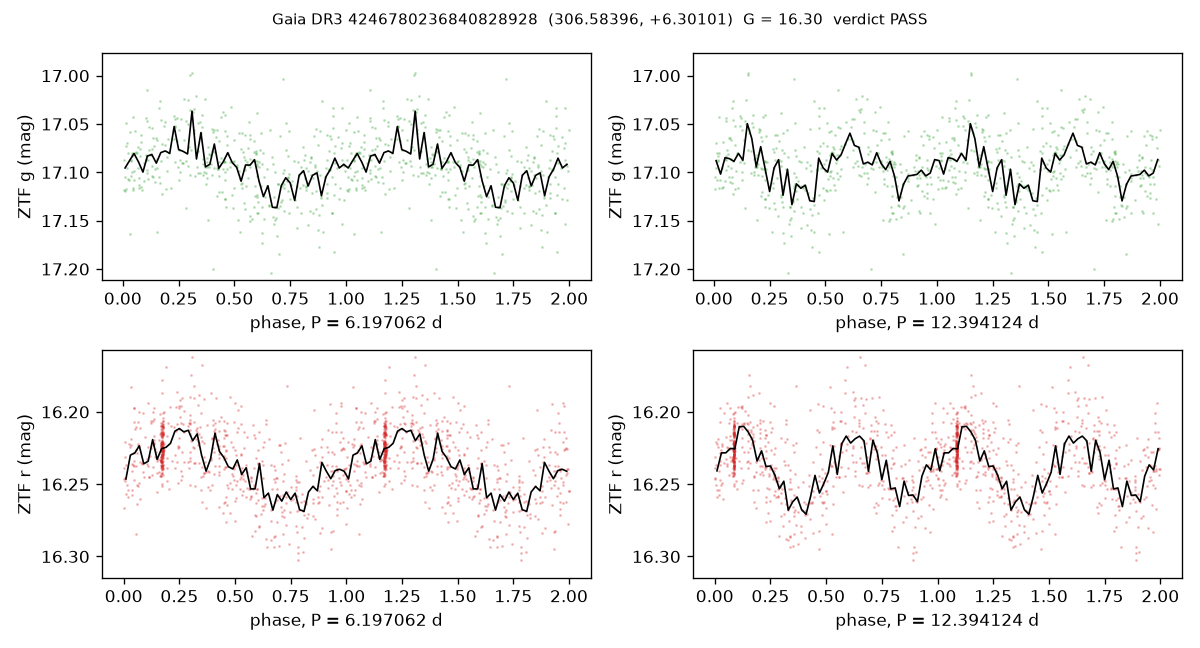 Gaia DR3 4246780236840828928  (306.58396, +6.30101)  G = 16.30  verdict PASS
ZTF g (mag)
17.00
17.05
17.10
17.15
17.20
0.00 0.25 0.50 0.75 1.00 1.25 1.50 1.75 2.00
phase, P = 6.197062 d
ZTF g (mag)
17.00
17.05
17.10
17.15
17.20
0.00 0.25 0.50 0.75 1.00 1.25 1.50 1.75 2.00
phase, P = 12.394124 d
ZTF r (mag)
16.20
16.25
16.30
0.00 0.25 0.50 0.75 1.00 1.25 1.50 1.75 2.00
phase, P = 6.197062 d
ZTF r (mag)
16.20
16.25
16.30
0.00 0.25 0.50 0.75 1.00 1.25 1.50 1.75 2.00
phase, P = 12.394124 d